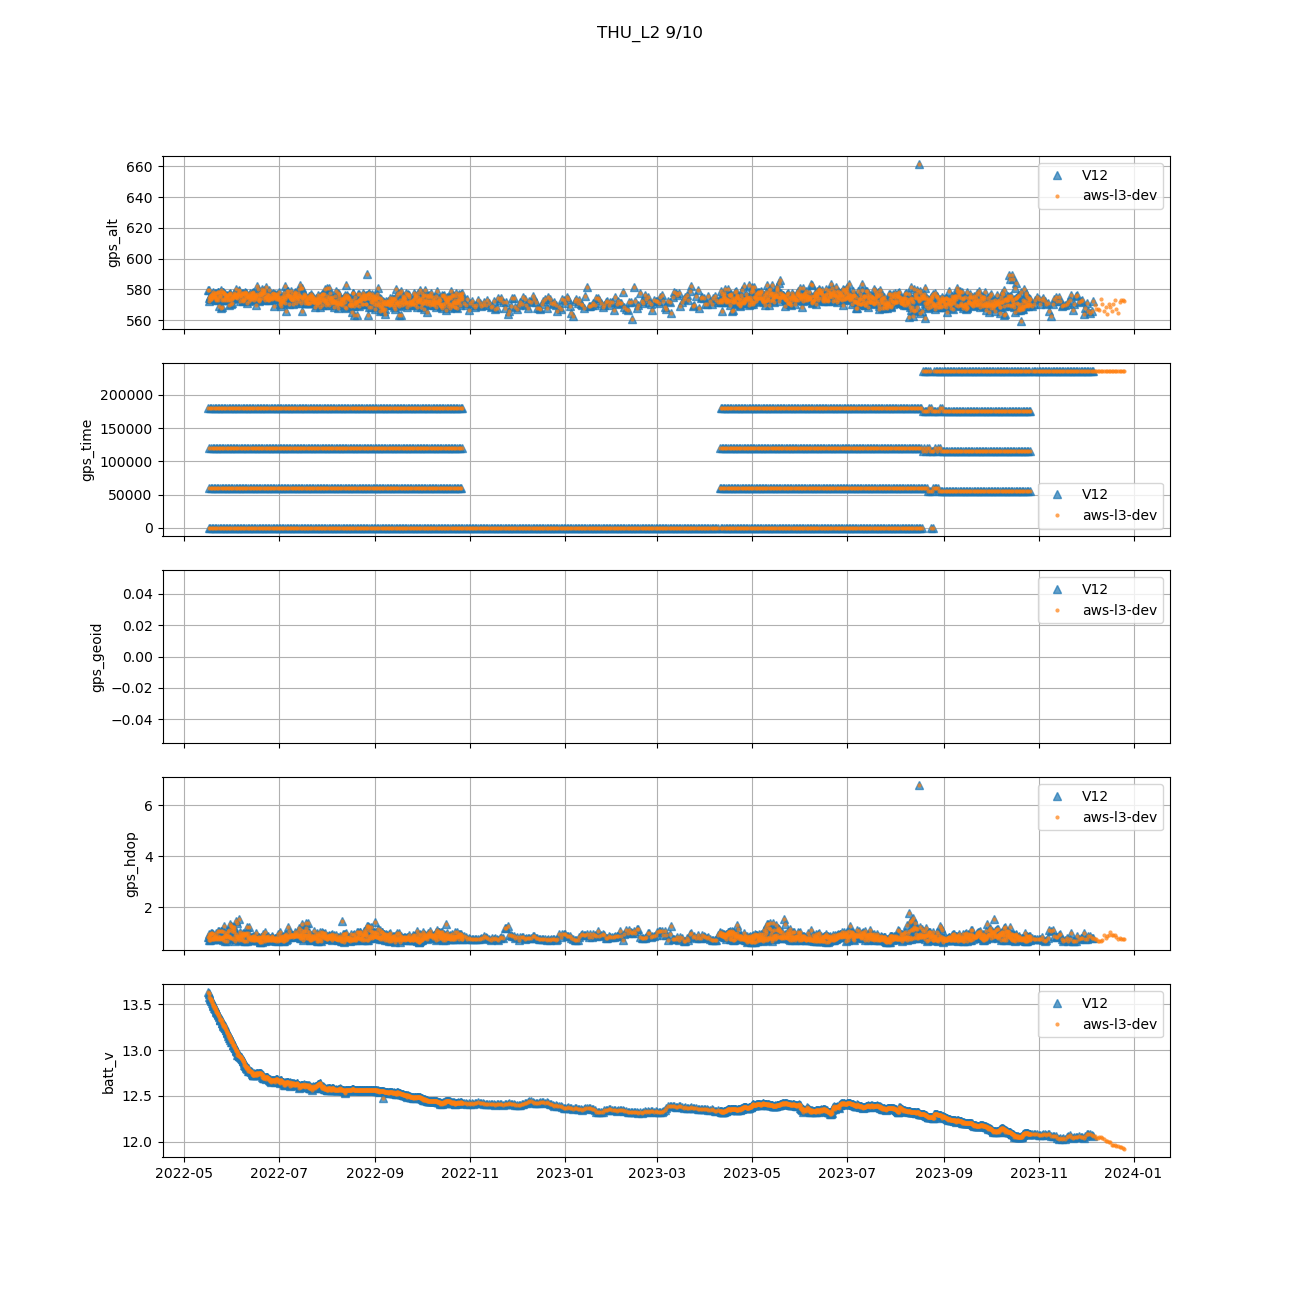 THU_L2 9/10
660
640
620
600
580
560
gps_alt
V12
aws-l3-dev
200000
150000
100000
50000
0
gps_time
V12
aws-l3-dev
0.04
0.02
0.00
−0.02
−0.04
gps_geoid
V12
aws-l3-dev
6
4
2
gps_hdop
V12
aws-l3-dev
13.5
13.0
12.5
12.0
batt_v
V12
aws-l3-dev
2022-05 2022-07 2022-09 2022-11 2023-01 2023-03 2023-05 2023-07 2023-09 2023-11 2024-01